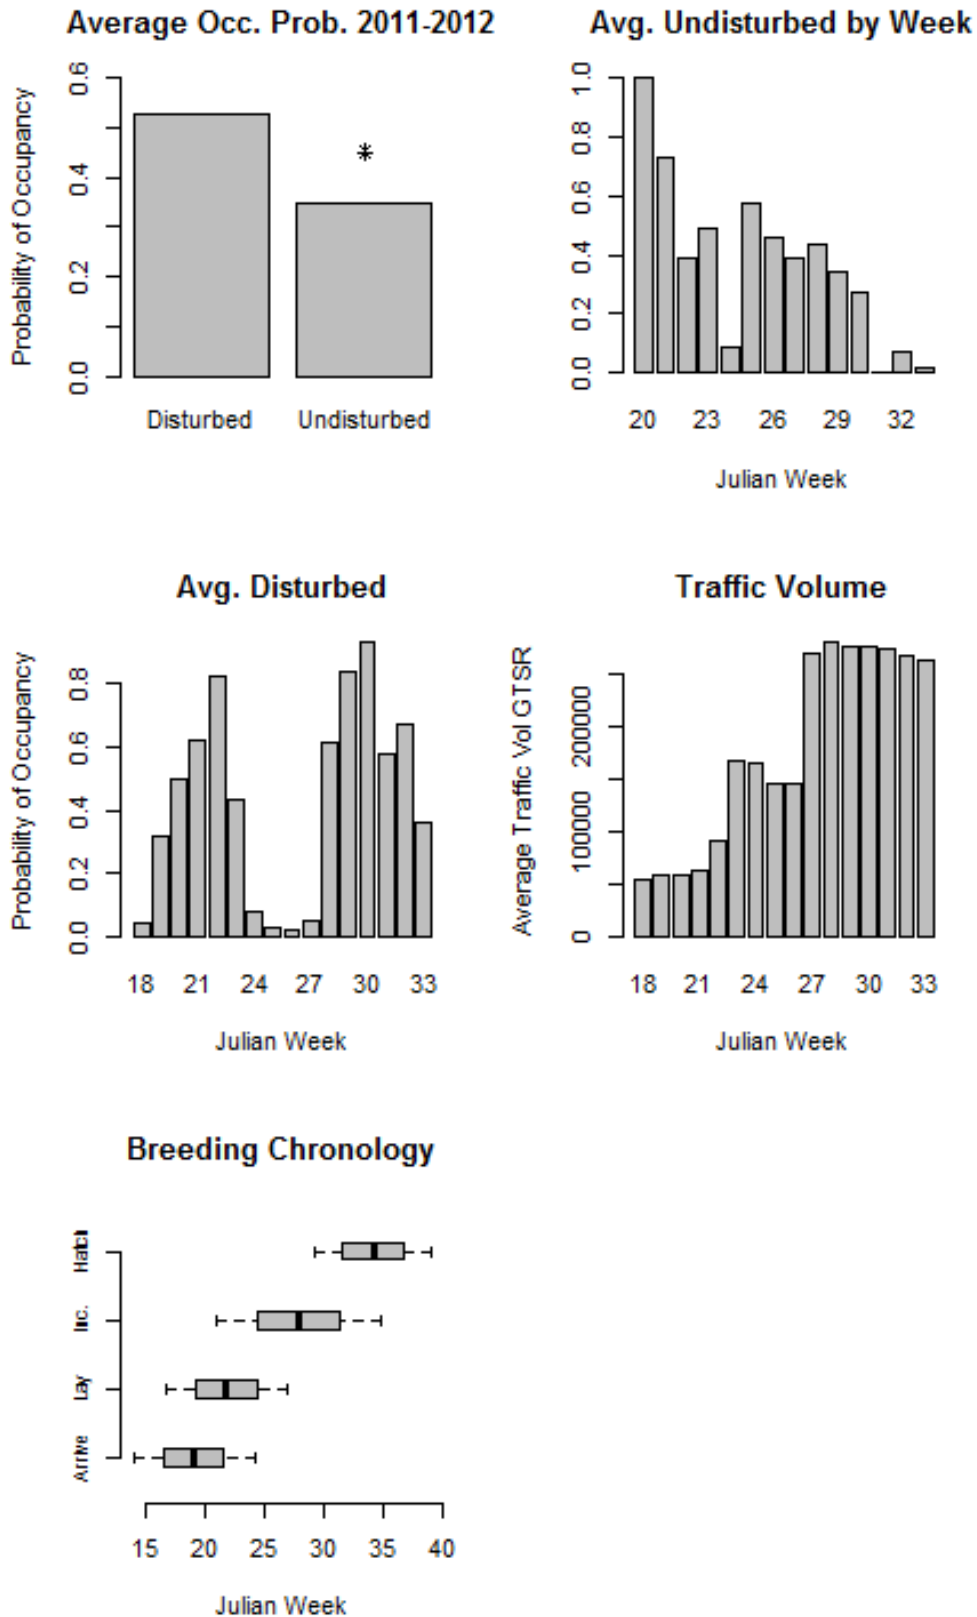 Average Occ. Prob. 2011-2012
Probability of Occupancy
0.0 0.2 0.4 0.6
*
Disturbed Undisturbed
Avg. Undisturbed by Week
0.0 0.2 0.4 0.6 0.8 1.0
20 23 26 29 32
Julian Week
Avg. Disturbed
Probability of Occupancy
0.0 0.2 0.4 0.6 0.8
18 21 24 27 30 33
Julian Week
Traffic Volume
Average Traffic Vol GTSR
0 100000 200000
18 21 24 27 30 33
Julian Week
Breeding Chronology
Hatch
Inc.
Lay
Arrive
15 20 25 30 35 40
Julian Week